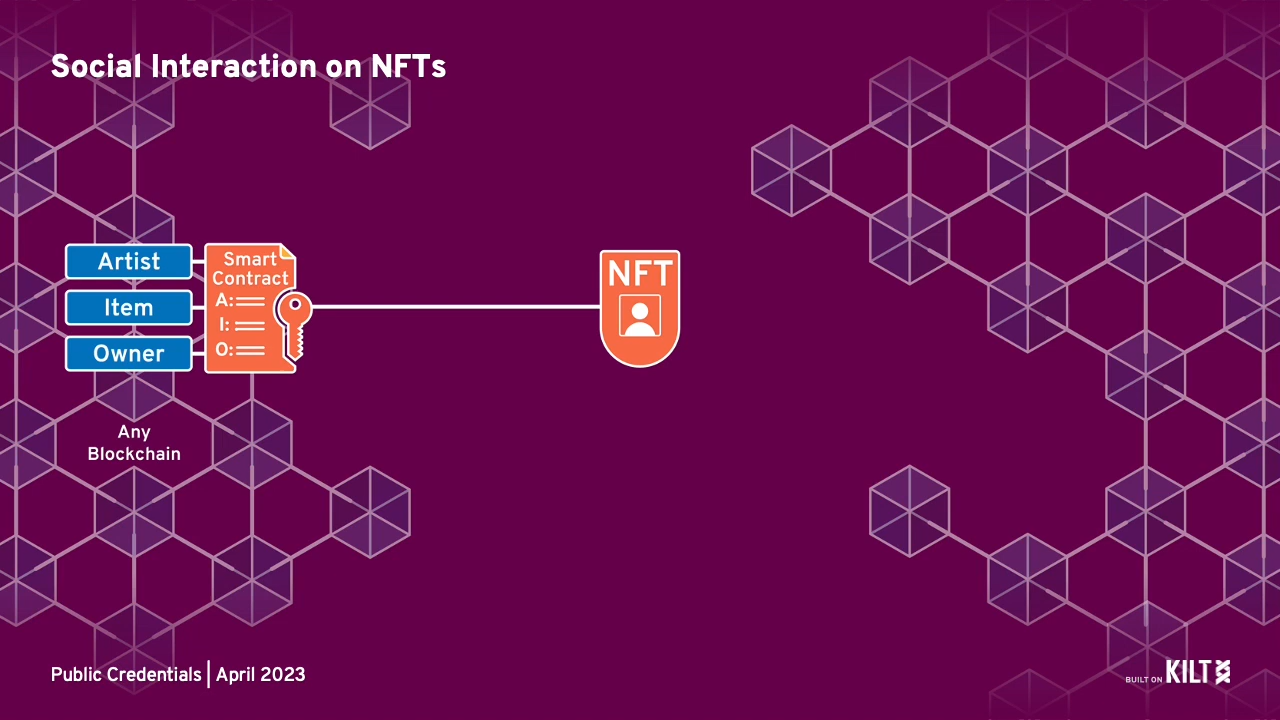 Social Interaction on NFTs
Artist
Item
Owner
Smart
Contract
A:
I:
O:
NFT
Any
Blockchain
Public Credentials | April 2023
BUILT ON KILT